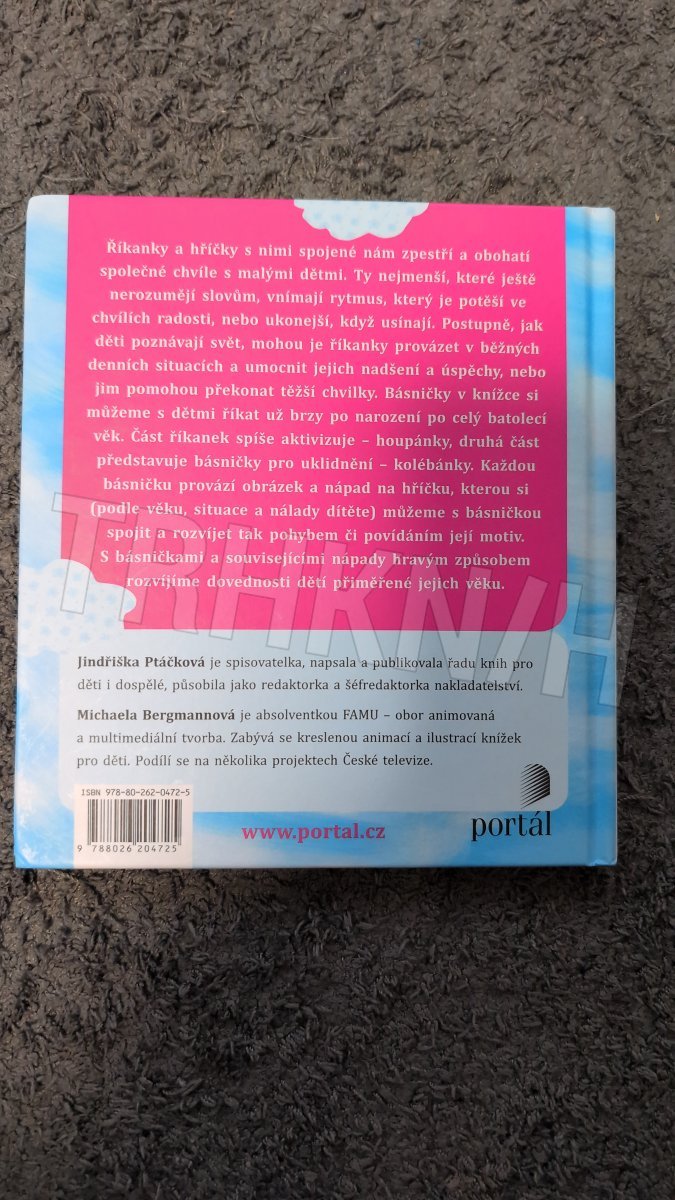 Říkanky a hříčky s nimi spojené nám zpestří a obohatí
společné chvíle s malými dětmi. Ty nejmenší, které ještě
nerozumějí slovům, vnímají rytmus, který je potěší ve
chvílích radosti, nebo ukonejší, když usínají. Postupně, jak
děti poznávají svět, mohou je říkanky provázet v běžných
denních situacích a umocnit jejich nadšení a úspěchy, nebo
jim pomohou překonat těžší chvilky. Básničky v knížce si
můžeme s dětmi říkat už brzy po narození po celý batolecí
věk. Část říkanek spíše aktivizuje – houpánky, druhá část
představuje básničky pro uklidnění – kolébánky. Každou
básničku provází obrázek a nápad na hříčku, kterou si
(podle věku, situace a nálady dítěte) můžeme s básničkou
spojit a rozvíjet tak pohybem či povídáním její motiv.
S básničkami a souvisejícími nápady hravým způsobem
rozvíjíme dovednosti dětí přiměřené jejich věku.
TRHKNIH
Jindřiška Ptáčková je spisovatelka, napsala a publikovala řadu knih pro
děti i dospělé, působila jako redaktorka a šéfredaktorka nakladatelství.
Michaela Bergmannová je absolventkou FAMU – obor animovaná
a multimediální tvorba. Zabývá se kreslenou animací a ilustrací knížek
pro děti. Podílí se na několika projektech České televize.
ISBN 978-80-262-0472-5
9 788026 204725
www.portal.cz
portál